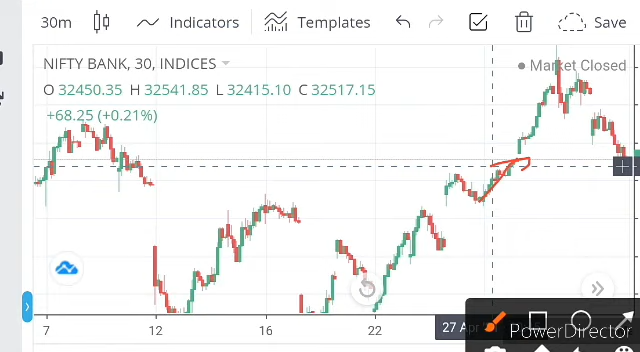 30m Indicators Templates Save
NIFTY BANK, 30, INDICES
Market Closed
O 32450.35 H 32541.85 L 32415.10 C 32517.15
+68.25 (+0.21%)
7 12 16 22 27 Apr
PowerDirector